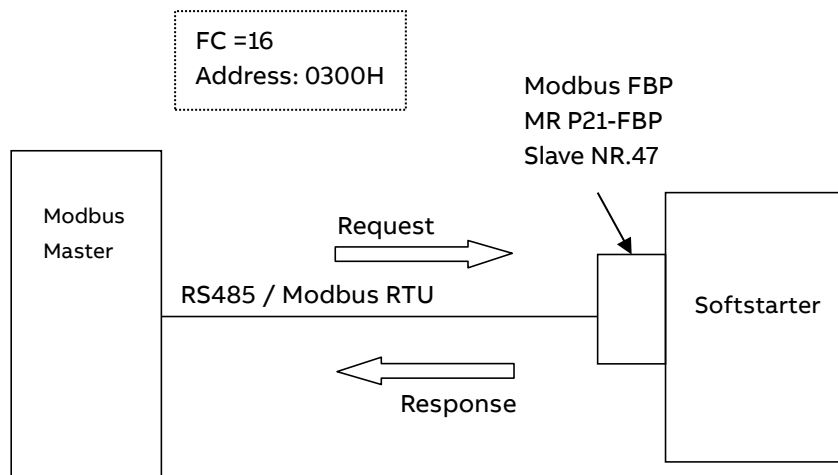 FC =16
Address: 0300H
Modbus FBP
MR P21-FBP
Slave NR.47
Modbus
Master
Request
RS485 / Modbus RTU
Softstarter
Response